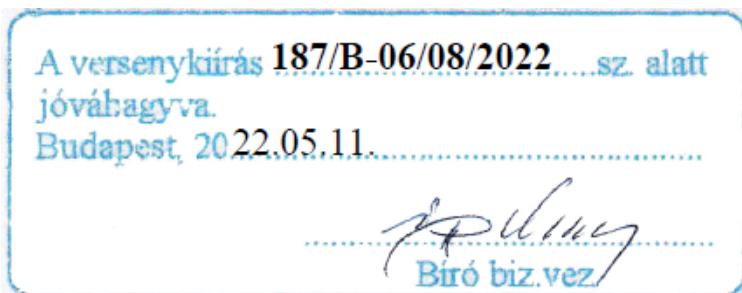 A versenykiírás 187/B-06/08/2022.....sz. alatt
jóváhagyva.
Budapest, 2022.05.11.
Bíró biz.vez.